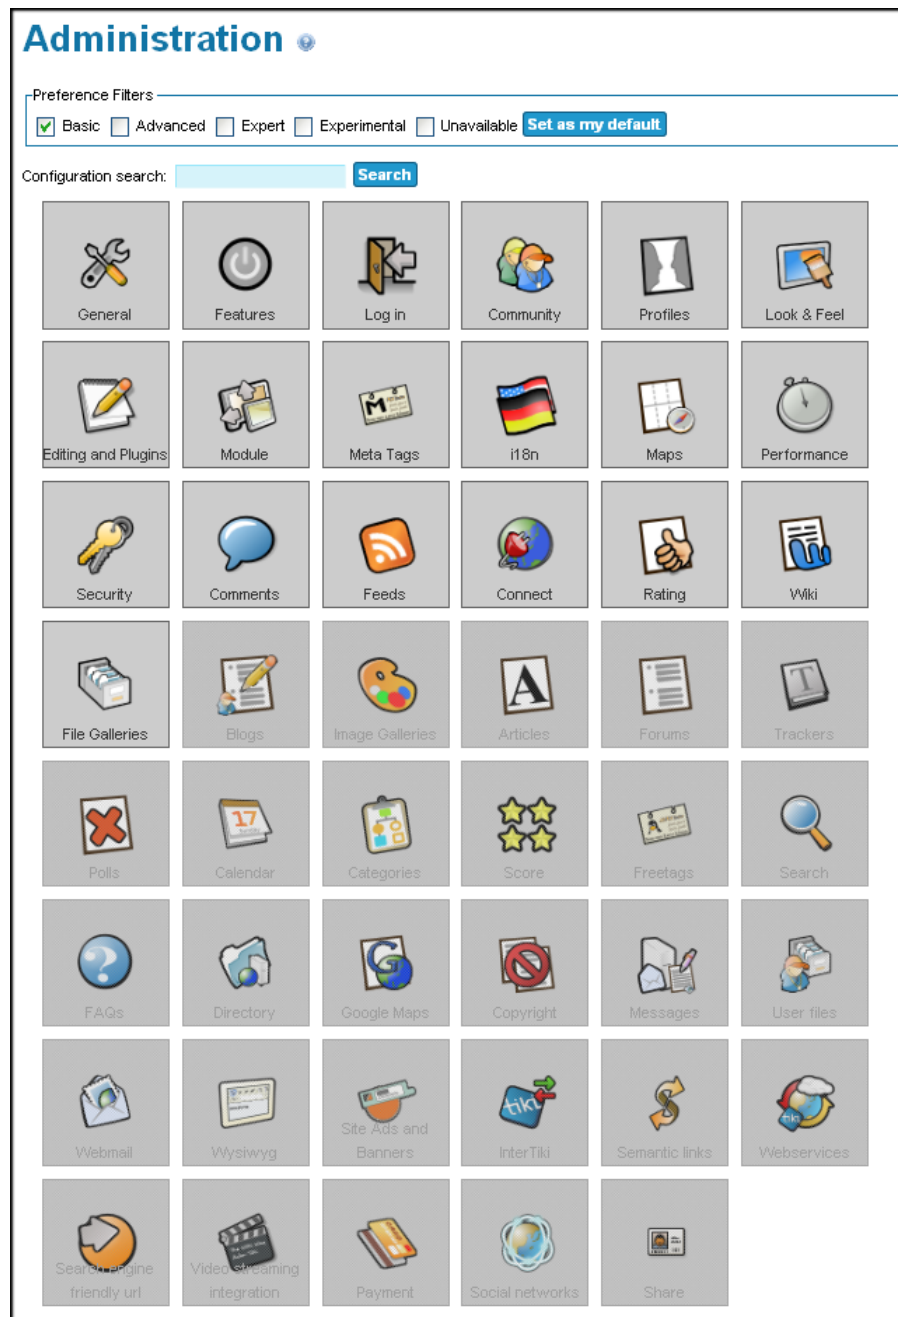 Administration
Preference Filters
Basic Advanced Expert Experimental Unavailable Set as my default
Configuration search: Search
General Features Log in Community Profiles Look & Feel
Editing and Plugins Module Meta Tags i18n Maps Performance
Security Comments Feeds Connect Rating Wiki
File Galleries Blogs Image Galleries Articles Forums Trackers
17
Polls Calendar Categories Score Freetags Search
FAQs Directory Google Maps Copyright Messages User files
tiki
Site Ads and
Webmail Wysiwyg Banners InterTiki Semantic links Webservices
Search engine Video streaming
friendly url integration Payment Social networks Share